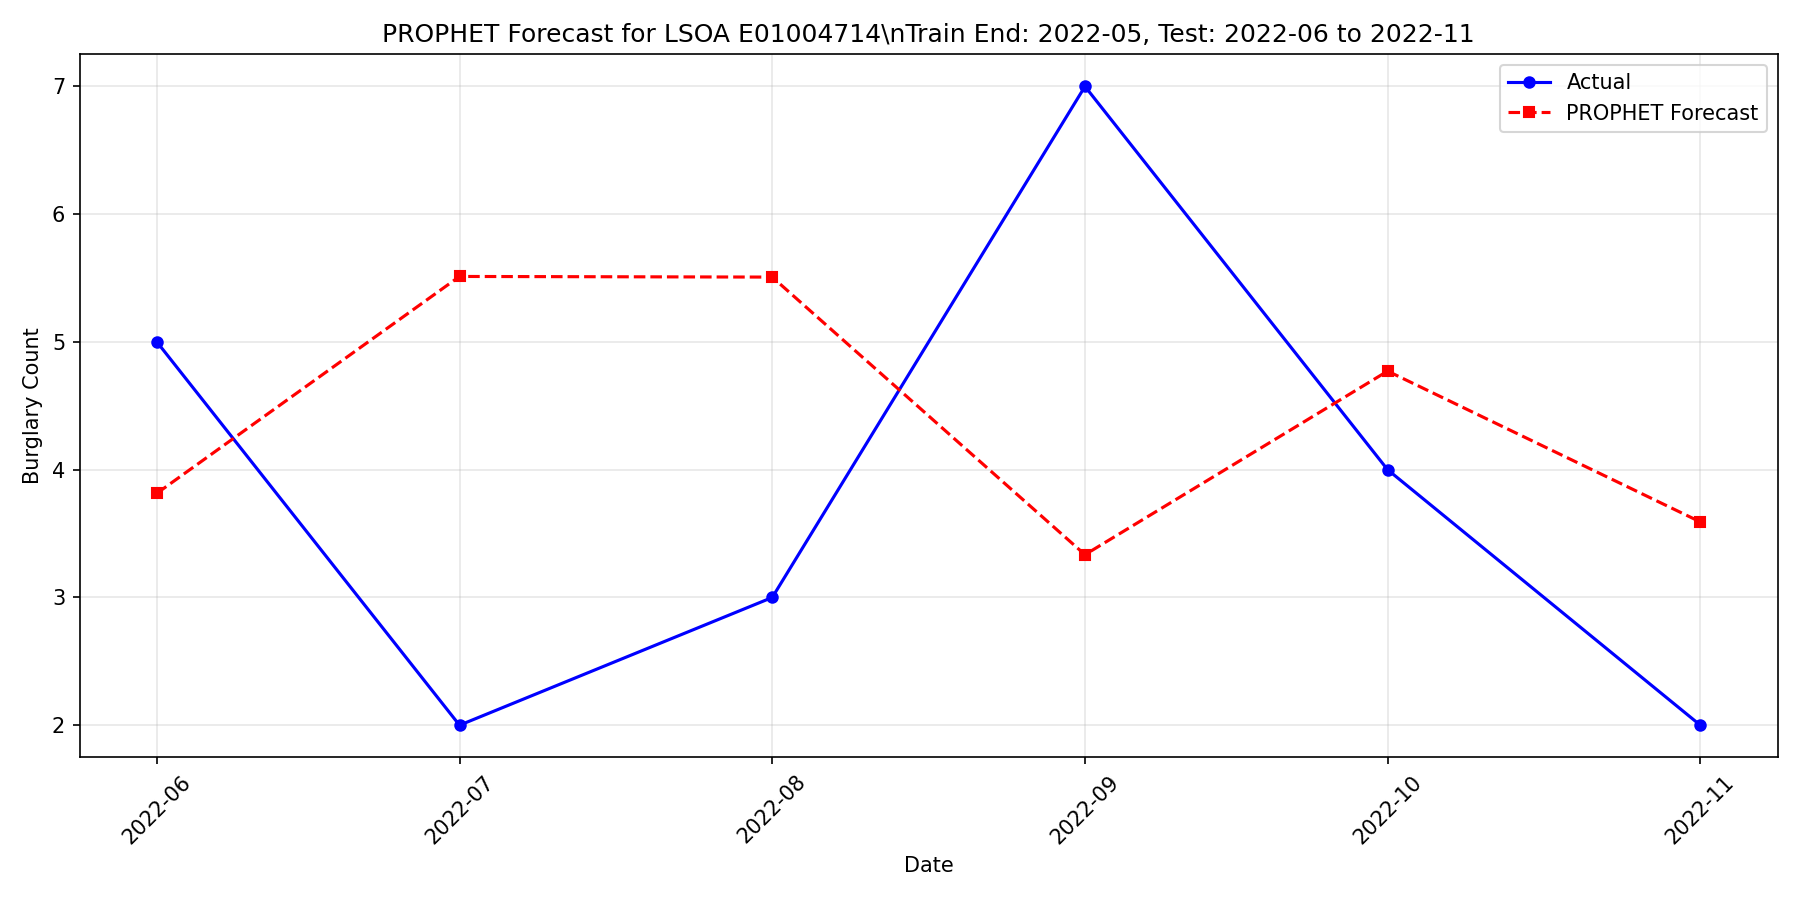 PROPHET Forecast for LSOA E01004714\nTrain End: 2022-05, Test: 2022-06 to 2022-11
Actual
PROPHET Forecast
Burglary Count
7
6
5
4
3
2
2022-06
2022-07
2022-08
2022-09
2022-10
2022-11
Date